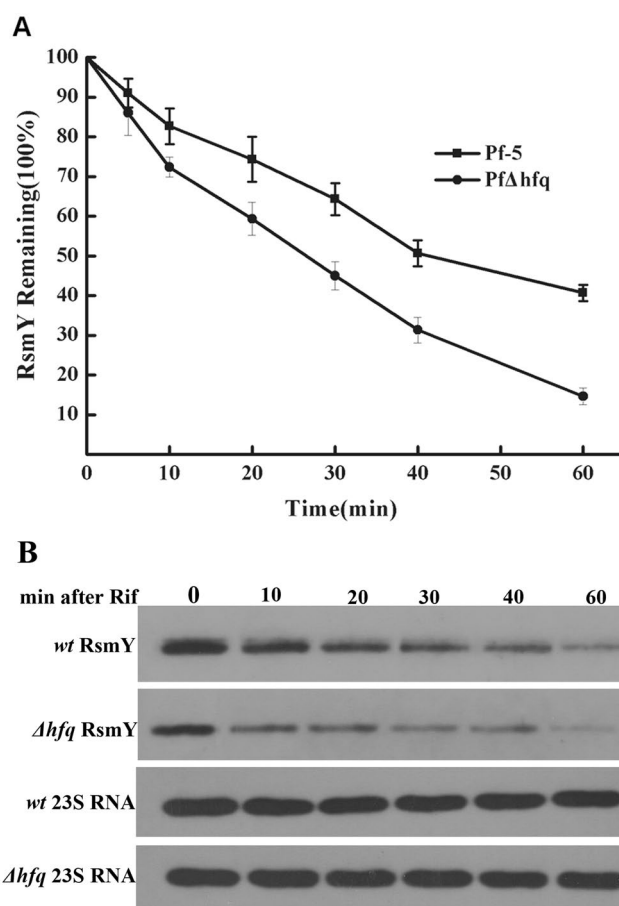 A
100
90
80
70
60
50
40
30
20
10
RsmY Remaining(100%)
Pf-5
PfΔhfq
0 10 20 30 40 50 60
Time(min)
B
min after Rif 0 10 20 30 40 60
wt RsmY
Δhfq RsmY
wt 23S RNA
Δhfq 23S RNA